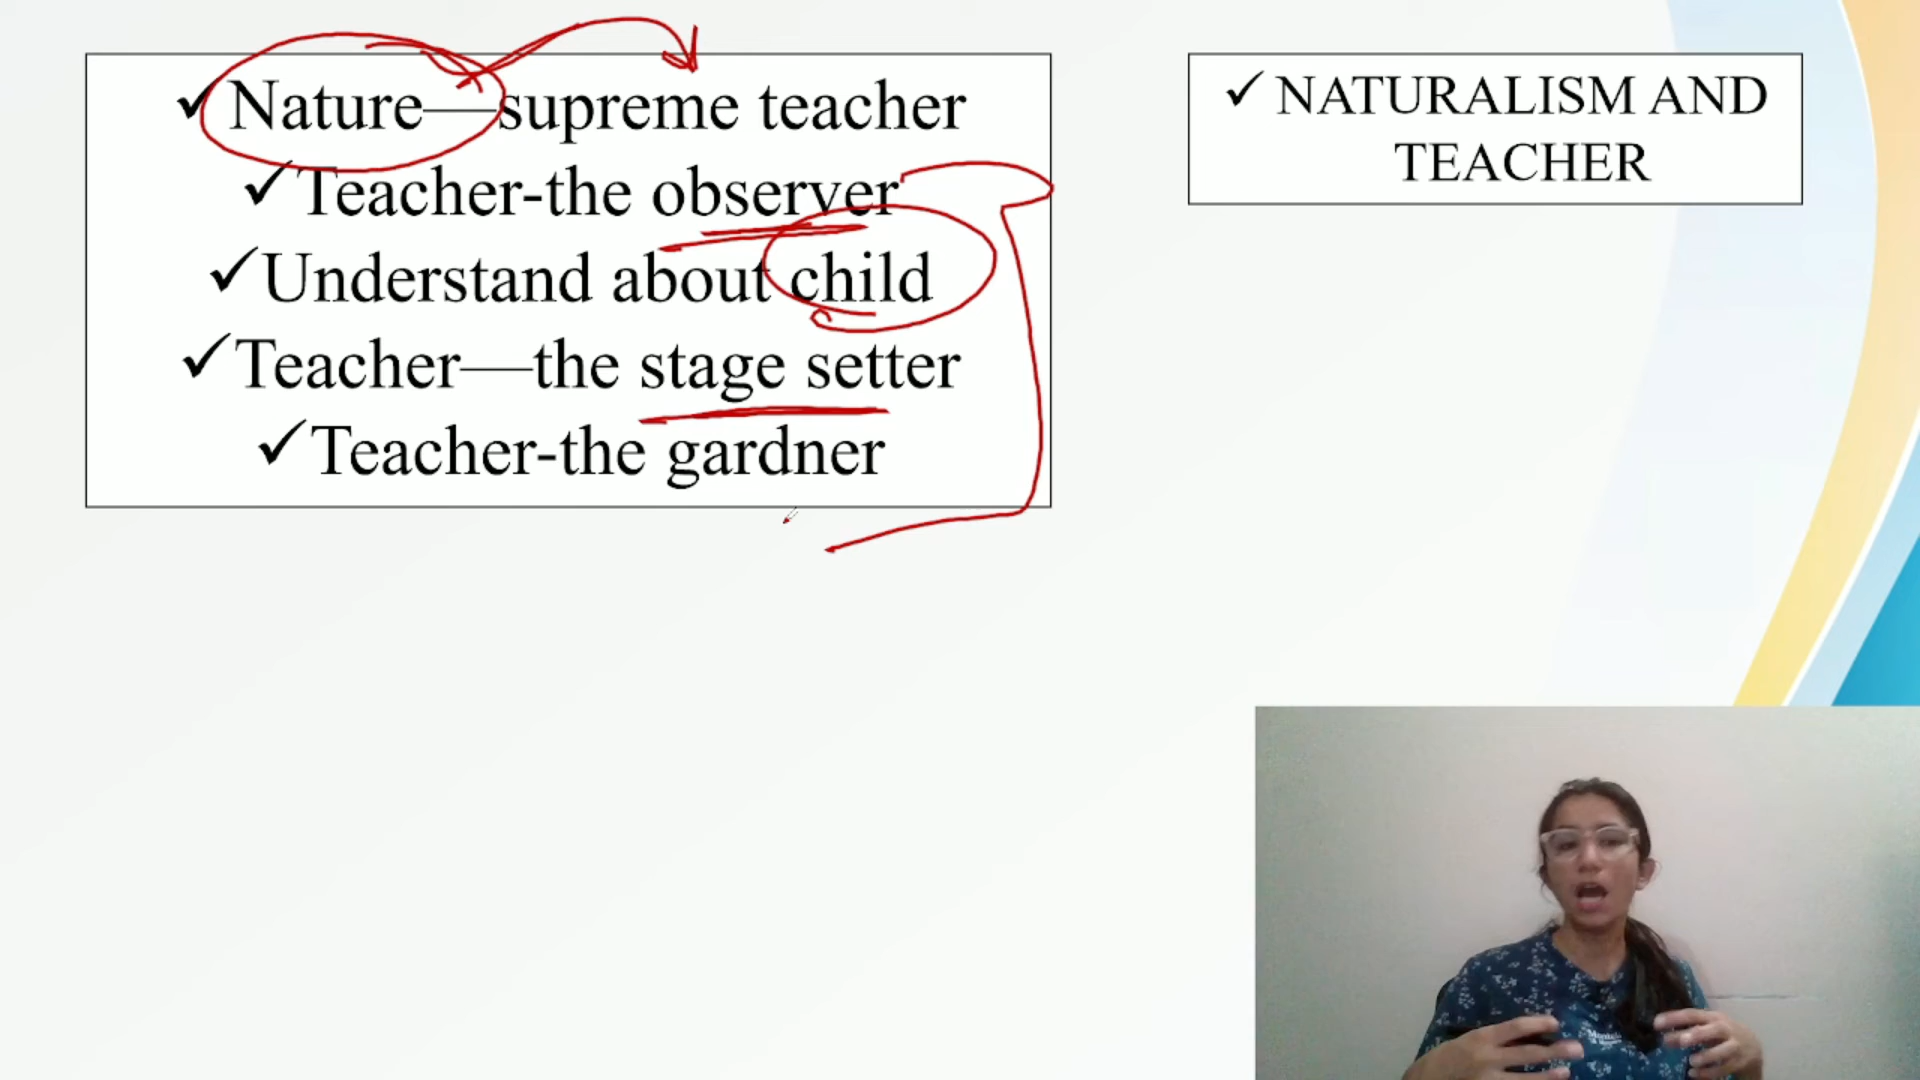 ✓Nature—supreme teacher
✓Teacher-the observer
✓Understand about child
✓Teacher—the stage setter
✓Teacher-the gardner
✓NATURALISM AND
TEACHER